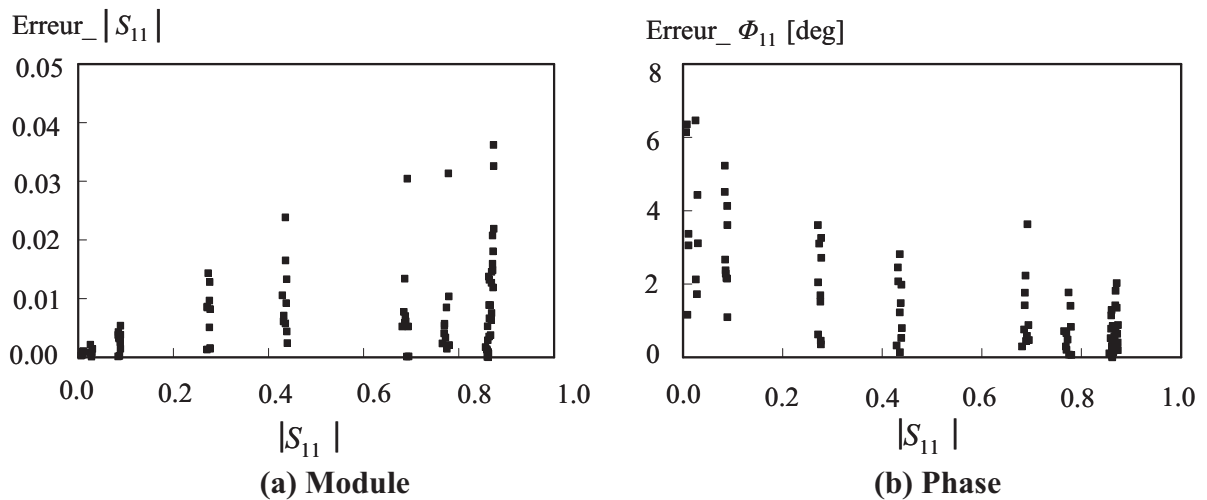 Erreur_ |S₁₁|
0.05
0.04
0.03
0.02
0.01
0.00
0.0 0.2 0.4 0.6 0.8 1.0
|S₁₁|
(a) Module
Erreur_ Φ₁₁ [deg]
8
6
4
2
0
0.0 0.2 0.4 0.6 0.8 1.0
|S₁₁|
(b) Phase